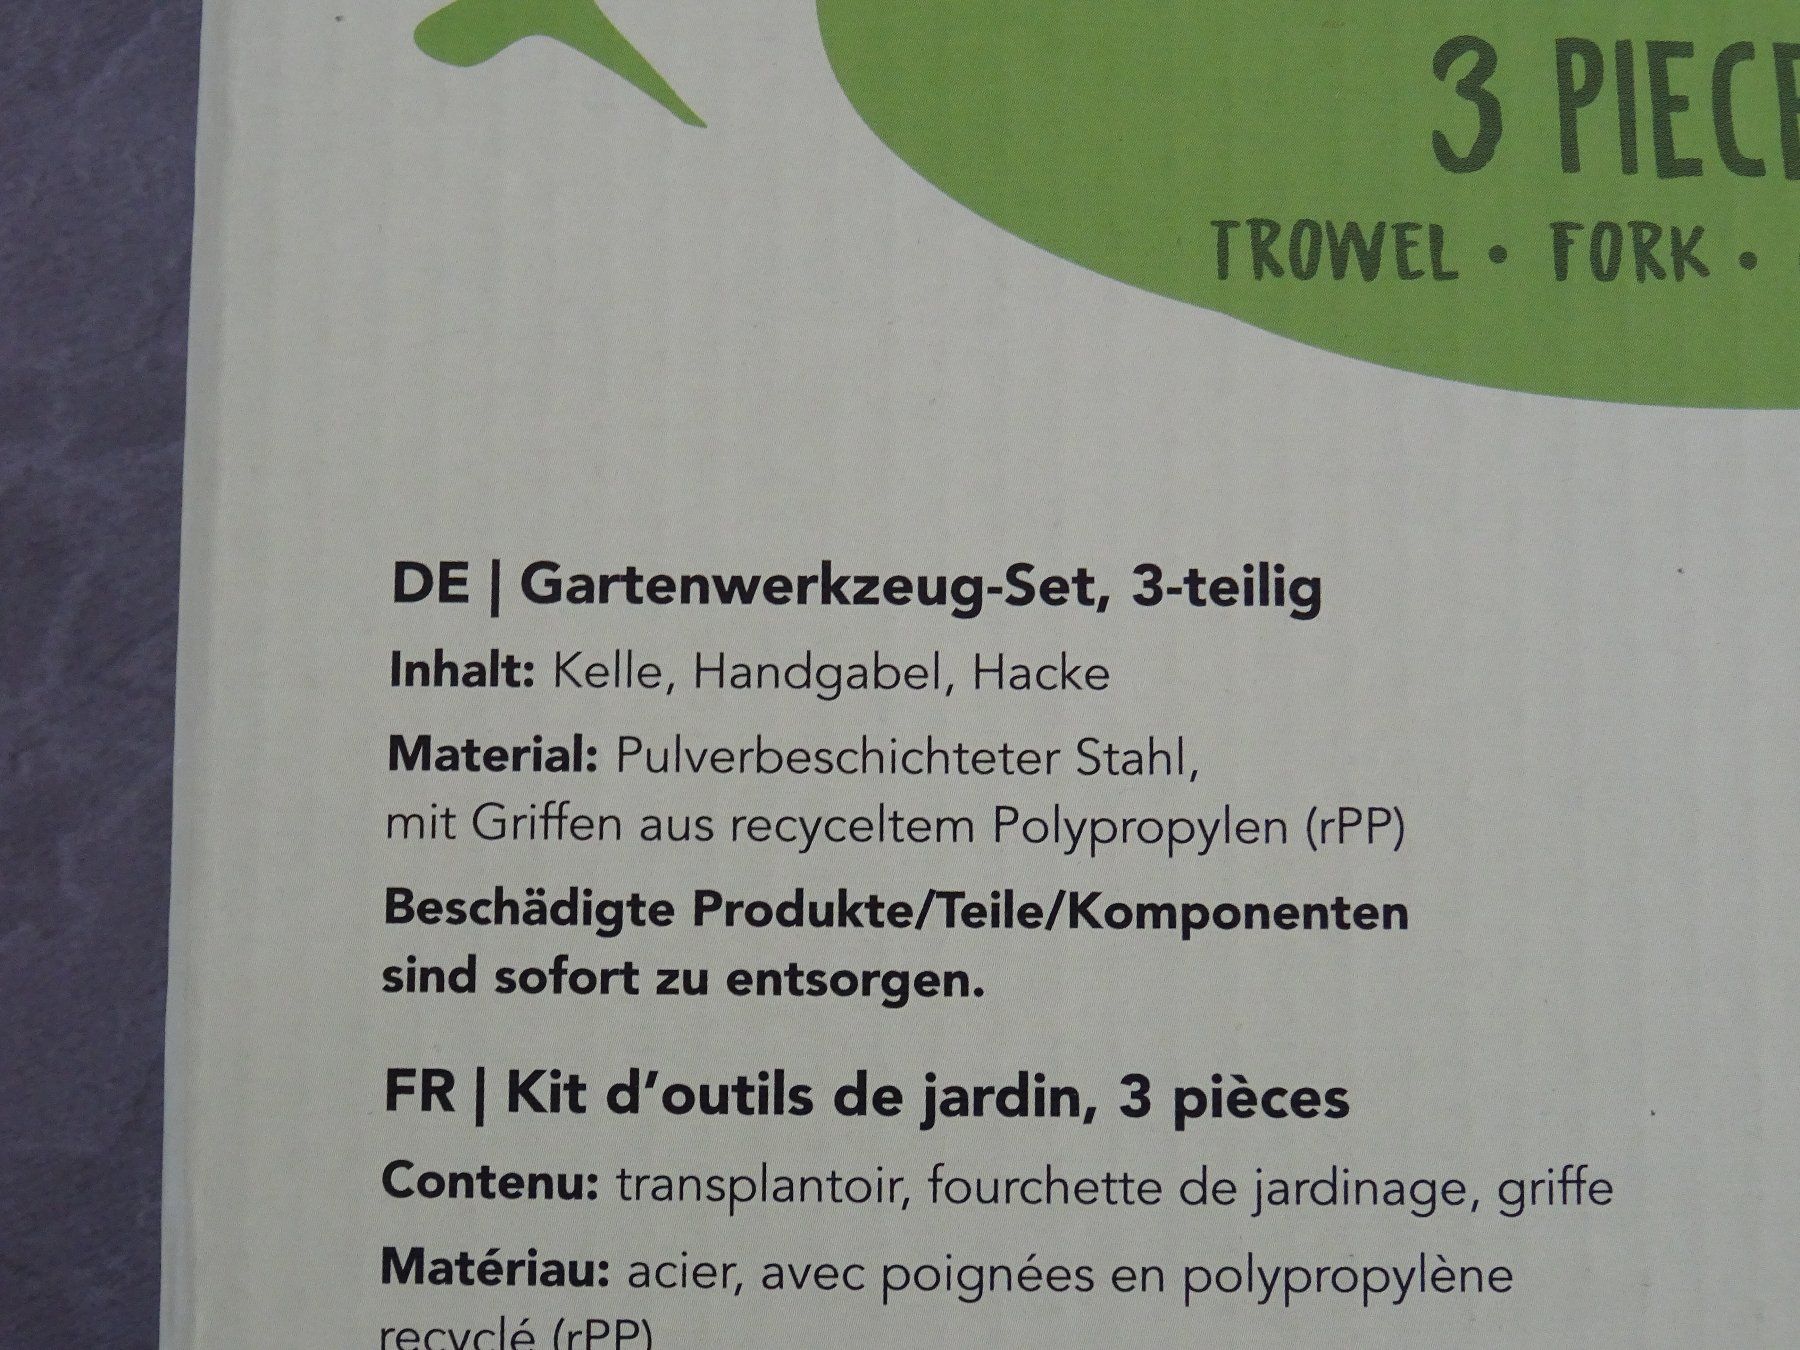 3 PIECE
TROWEL • FORK •
DE | Gartenwerkzeug-Set, 3-teilig
Inhalt: Kelle, Handgabel, Hacke
Material: Pulverbeschichteter Stahl,
mit Griffen aus recyceltem Polypropylen (rPP)
Beschädigte Produkte/Teile/Komponenten
sind sofort zu entsorgen.
FR | Kit d’outils de jardin, 3 pièces
Contenu: transplantoir, fourchette de jardinage, griffe
Matériau: acier, avec poignées en polypropylène
recyclé (rPP)